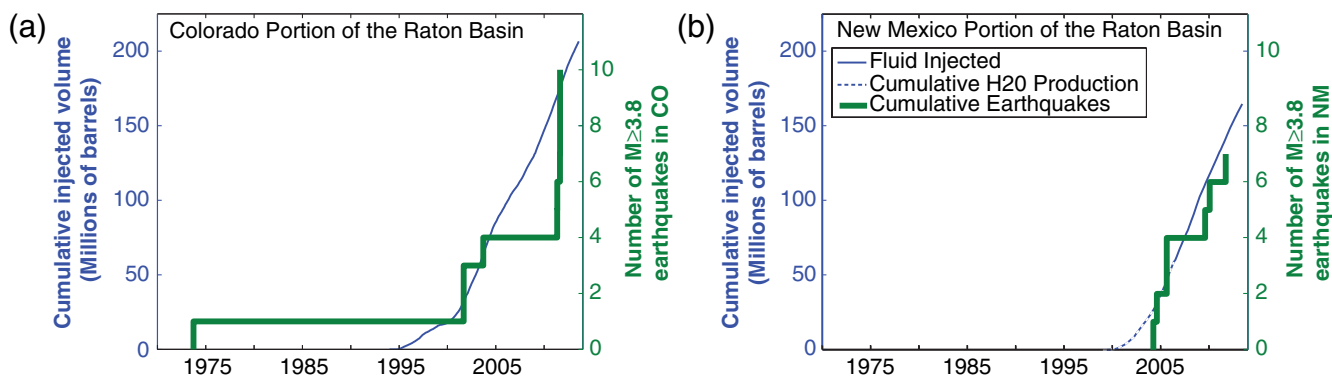 (a)
Colorado Portion of the Raton Basin
Cumulative injected volume
(Millions of barrels)
200
150
100
50
0
1975 1985 1995 2005
10
8
6
4
2
0
Number of M≥3.8
earthquakes in CO
(b)
New Mexico Portion of the Raton Basin
Fluid Injected
Cumulative H20 Production
Cumulative Earthquakes
Cumulative injected volume
(Millions of barrels)
200
150
100
50
0
1975 1985 1995 2005
10
8
6
4
2
0
Number of M≥3.8
earthquakes in NM